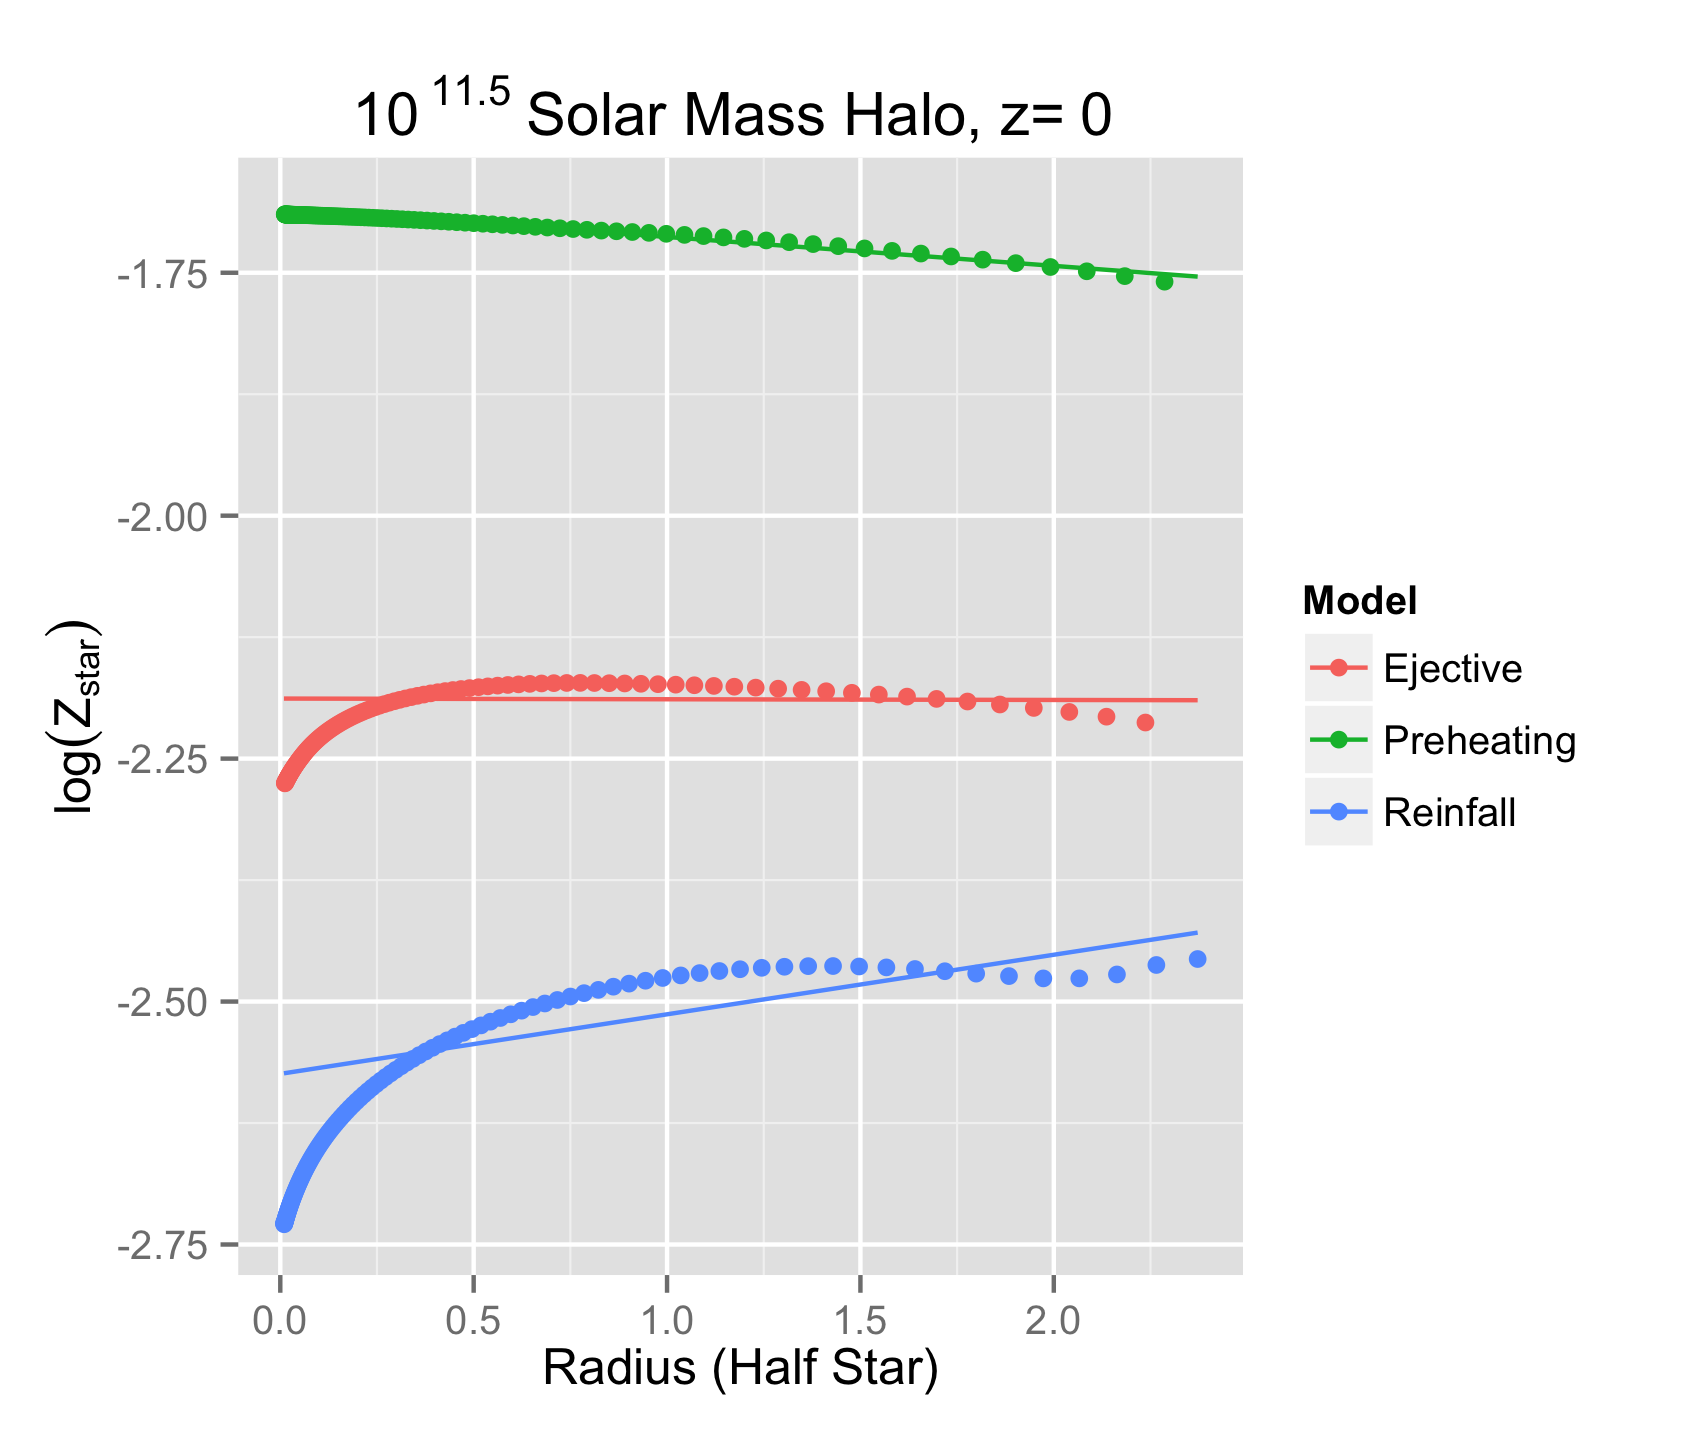 10 11.5 Solar Mass Halo, z= 0
log(Zstar)
-1.75
-2.00
-2.25
-2.50
-2.75
0.0 0.5 1.0 1.5 2.0
Radius (Half Star)
Model
Ejective
Preheating
Reinfall